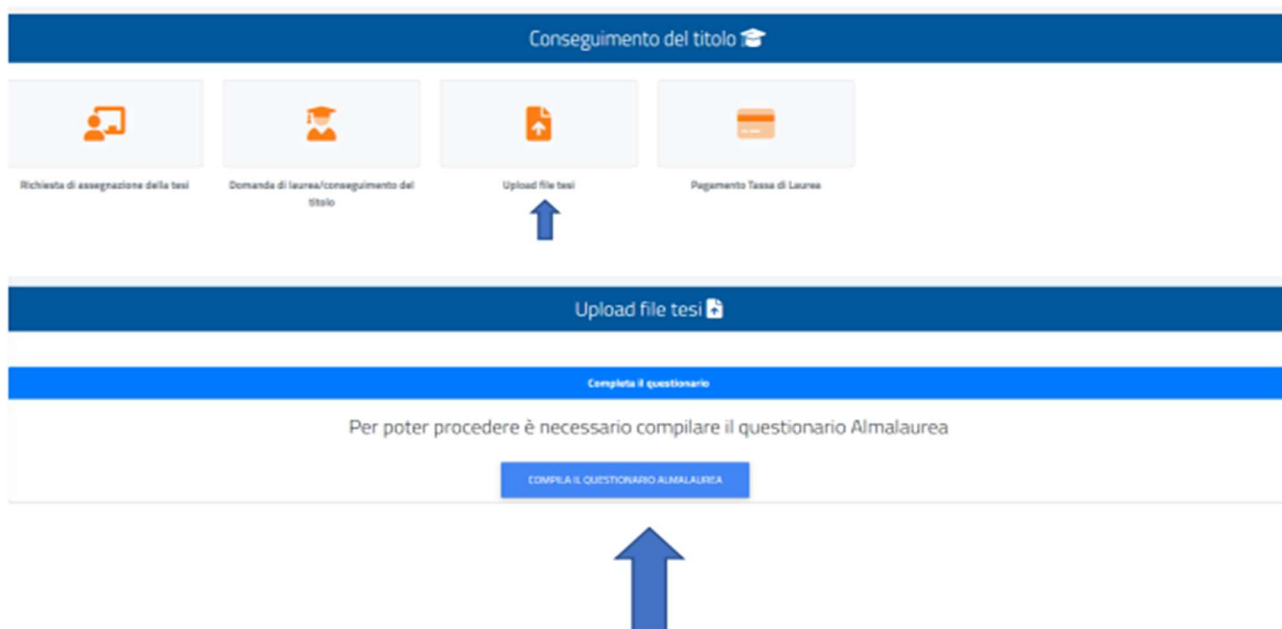 Conseguimento del titolo
Richiesta di assegnazione della tesi
Domanda di laurea/conseguimento del
titolo
Upload file tesi
Pagamento Tassa di Laurea
Upload file tesi
Completa il questionario
Per poter procedere è necessario compilare il questionario Almalaurea
COMPILA IL QUESTIONARIO ALMALAUREA